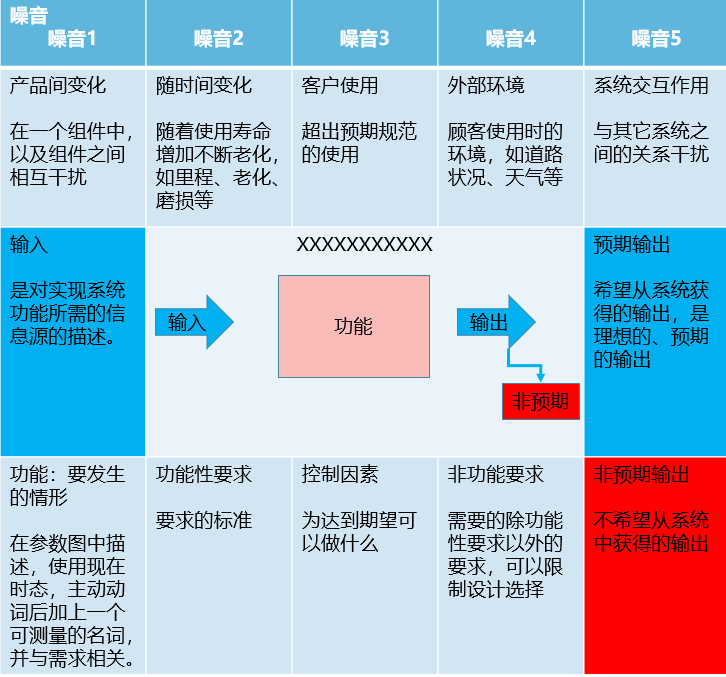 噪音
噪音1
噪音2
噪音3
噪音4
噪音5
产品间变化
在一个组件中，
以及组件之间
相互干扰
随时间变化
随着使用寿命
增加不断老化，
如里程、老化、
磨损等
客户使用
超出预期规范
的使用
外部环境
顾客使用时的
环境，如道路
状况、天气等
系统交互作用
与其它系统之
间的关系干扰
输入
是对实现系统
功能所需的信
息源的描述。
XXXXXXXXXXX
输入
功能
输出
非预期
预期输出
希望从系统获
得的输出，是
理想的、预期
的输出
功能：要发生
的情形
在参数图中描
述，使用现在
时态，主动动
词后加上一个
可测量的名词，
并与需求相关。
功能性要求
要求的标准
控制因素
为达到期望可
以做什么
非功能要求
需要的除功能
性要求以外的
要求，可以限
制设计选择
非预期输出
不希望从系统
中获得的输出